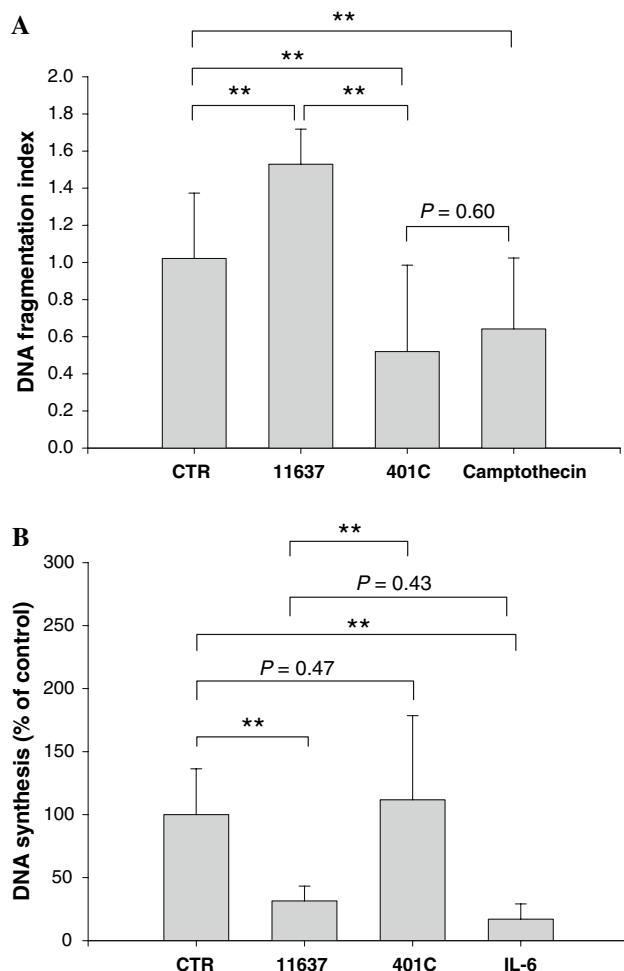 A
**
**
** **
P = 0.60
DNA fragmentation index
2.0
1.8
1.6
1.4
1.2
1.0
0.8
0.6
0.4
0.2
0.0
CTR 11637 401C Camptothecin
B
**
P = 0.43
**
P = 0.47
**
DNA synthesis (% of control)
300
250
200
150
100
50
0
CTR 11637 401C IL-6